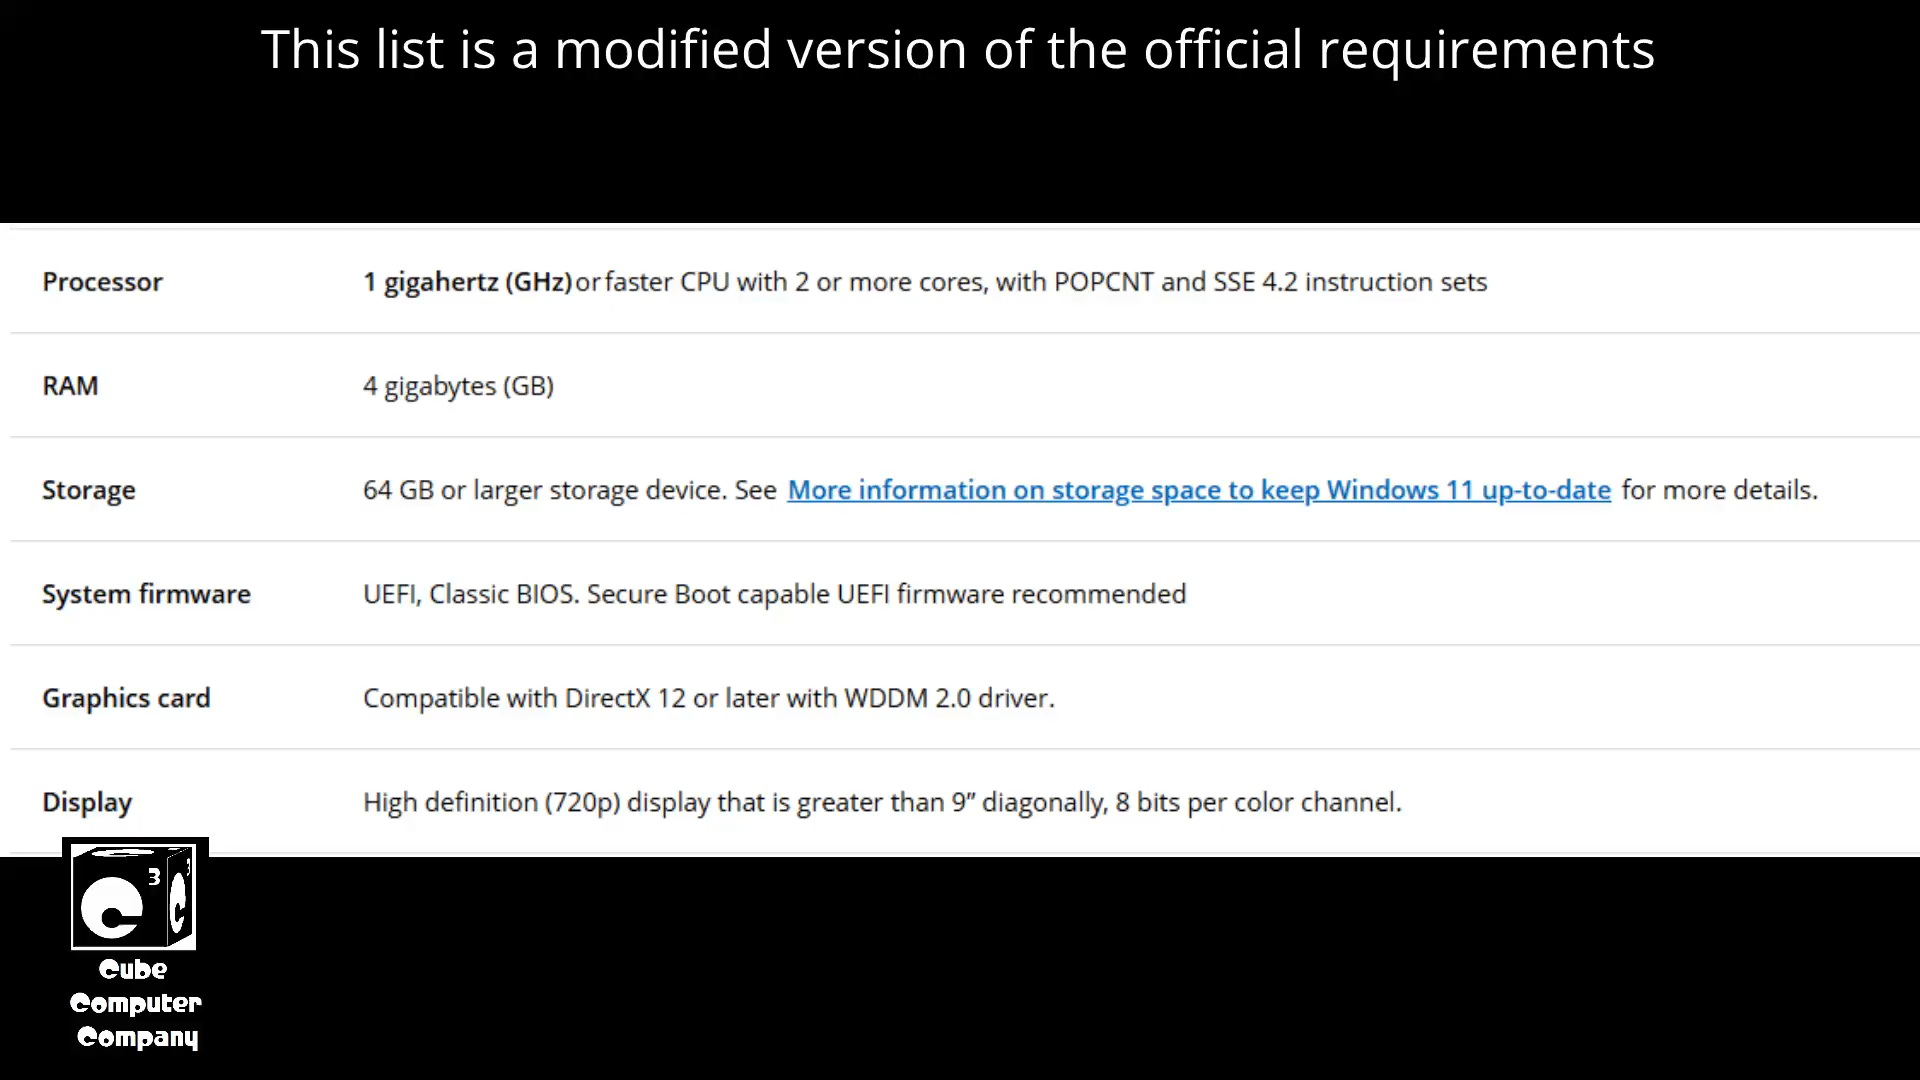 This list is a modified version of the official requirements
Processor 1 gigahertz (GHz) or faster CPU with 2 or more cores, with POPCNT and SSE 4.2 instruction sets
RAM 4 gigabytes (GB)
Storage 64 GB or larger storage device. See More information on storage space to keep Windows 11 up-to-date for more details.
System firmware UEFI, Classic BIOS. Secure Boot capable UEFI firmware recommended
Graphics card Compatible with DirectX 12 or later with WDDM 2.0 driver.
Display High definition (720p) display that is greater than 9” diagonally, 8 bits per color channel.
C3 C3
Cube
Computer
Company